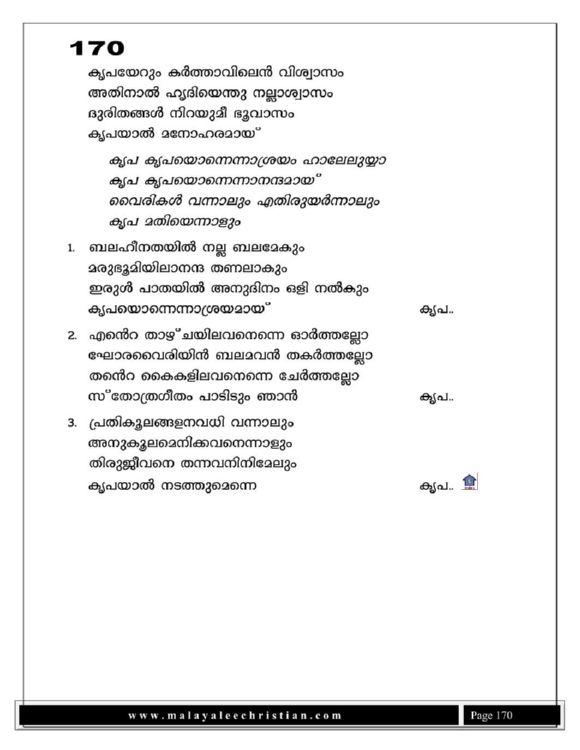 170
കൃപയേറും കർത്താവിലെൻ വിശ്വാസം
അതിനാൽ ഹൃദിയെന്തു നല്ലാശ്വാസം
ദുരിതങ്ങൾ നിറയുമീ ഭൂവാസം
കൃപയാൽ മനോഹരമായ്
കൃപ കൃപയൊന്നെന്നാശ്രയം ഹാലേലുയ്യാ
കൃപ കൃപയൊന്നെന്നാനന്ദമായ്
വൈരികൾ വന്നാലും എതിരുയർന്നാലും
കൃപ മതിയെന്നാളും
1. ബലഹീനതയിൽ നല്ല ബലമേകും
മരുഭൂമിയിലാനന്ദ തണലാകും
ഇരുൾ പാതയിൽ അനുദിനം ഒളി നൽകും
കൃപയൊന്നെന്നാശ്രയമായ് കൃപ..
2. എൻെറ താഴ്ചയിലവനെന്നെ ഓർത്തല്ലോ
ഘോരവൈരിയിൻ ബലമവൻ തകർത്തല്ലോ
തൻെറ കൈകളിലവനെന്നെ ചേർത്തല്ലോ
സ്തോത്രഗീതം പാടിടും ഞാൻ കൃപ..
3. പ്രതികൂലങ്ങളനവധി വന്നാലും
അനുകൂലമെനിക്കവനെന്നാളും
തിരുജീവനെ തന്നവനിനിമേലും
കൃപയാൽ നടത്തുമെന്നെ കൃപ..
www.malayaleechristian.com Page 170